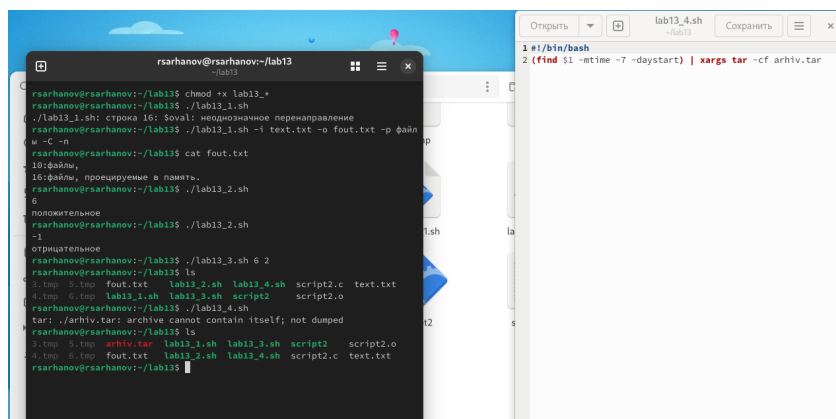 rsarhanov@rsarhanov:~/lab13
~/lab13
rsarhanov@rsarhanov:~/lab13$ chmod +x lab13_*
rsarhanov@rsarhanov:~/lab13$ ./lab13_1.sh
./lab13_1.sh: строка 16: $oval: неоднозначное перенаправление
rsarhanov@rsarhanov:~/lab13$ ./lab13_1.sh -i text.txt -o fout.txt -p файл
ы -C -n
rsarhanov@rsarhanov:~/lab13$ cat fout.txt
10:файлы,
16:файлы, проецируемые в память.
rsarhanov@rsarhanov:~/lab13$ ./lab13_2.sh
6
положительное
rsarhanov@rsarhanov:~/lab13$ ./lab13_2.sh
-1
отрицательное
rsarhanov@rsarhanov:~/lab13$ ./lab13_3.sh 6 2
rsarhanov@rsarhanov:~/lab13$ ls
3.tmp 5.tmp fout.txt lab13_2.sh lab13_4.sh script2.c text.txt
4.tmp 6.tmp lab13_1.sh lab13_3.sh script2 script2.o
rsarhanov@rsarhanov:~/lab13$ ./lab13_4.sh
tar: ./arhiv.tar: archive cannot contain itself; not dumped
rsarhanov@rsarhanov:~/lab13$ ls
3.tmp 5.tmp arhiv.tar lab13_1.sh lab13_3.sh script2 script2.o
4.tmp 6.tmp fout.txt lab13_2.sh lab13_4.sh script2.c text.txt
rsarhanov@rsarhanov:~/lab13$
1.sh
t2
Открыть
lab13_4.sh
~/lab13
Сохранить
1 #!/bin/bash
2 (find $1 -mtime -7 -daystart) | xargs tar -cf arhiv.tar